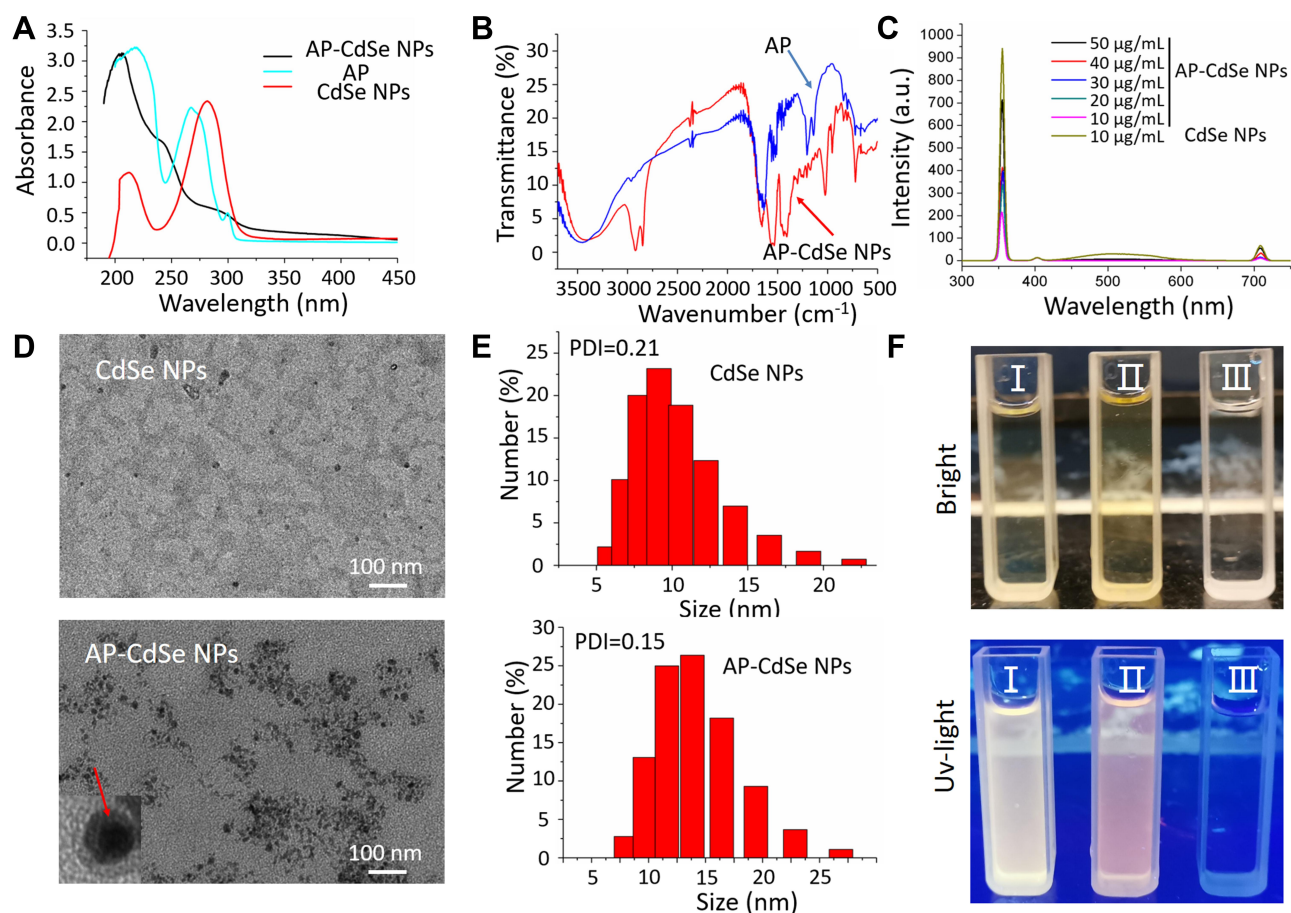 A
3.5
3.0
2.5
2.0
1.5
1.0
0.5
0.0
Absorbance
AP-CdSe NPs
AP
CdSe NPs
200 250 300 350 400 450
Wavelength (nm)
B
30
25
20
15
10
5
0
Transmittance (%)
AP
AP-CdSe NPs
3500 3000 2500 2000 1500 1000 500
Wavenumber (cm⁻¹)
C
1000
900
800
700
600
500
400
300
200
100
0
Intensity (a.u.)
50 µg/mL
40 µg/mL
30 µg/mL
20 µg/mL
10 µg/mL
AP-CdSe NPs
10 µg/mL CdSe NPs
300 400 500 600 700
Wavelength (nm)
D
CdSe NPs
100 nm
AP-CdSe NPs
100 nm
E
PDI=0.21
CdSe NPs
25
20
15
10
5
0
Number (%)
5 10 15 20
Size (nm)
PDI=0.15
AP-CdSe NPs
30
25
20
15
10
5
0
Number (%)
5 10 15 20 25
Size (nm)
F
Bright
I II III
Uv-light
I II III